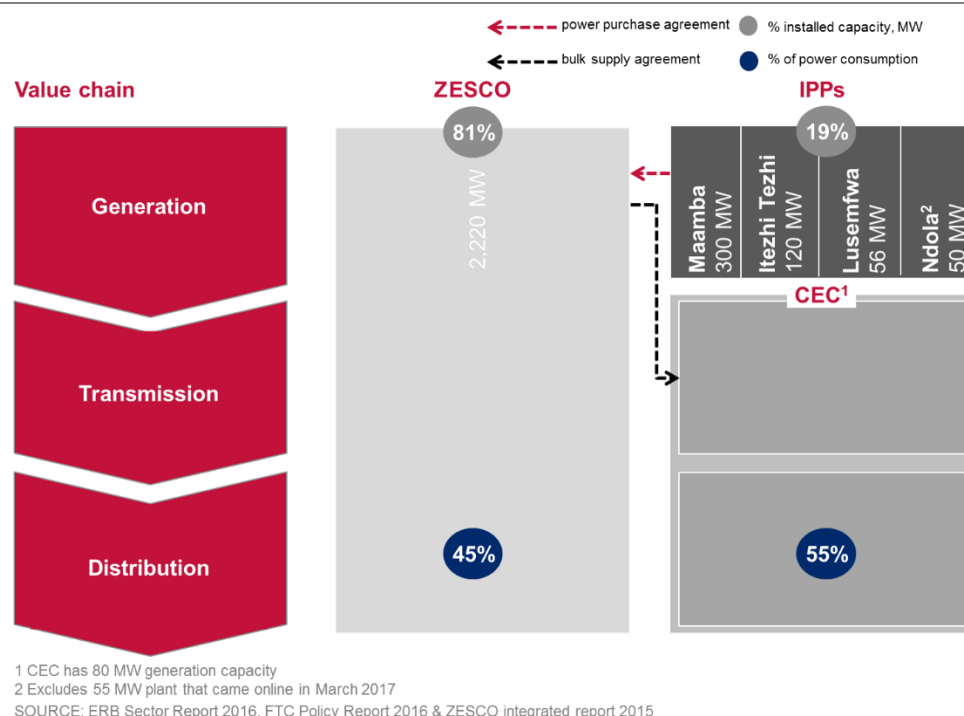 power purchase agreement
% installed capacity, MW
bulk supply agreement
% of power consumption
Value chain
ZESCO
IPPs
81%
19%
Generation
2,220 MW
Maamba
300 MW
Itezhi Tezhi
120 MW
Lusemfwa
56 MW
Ndola²
50 MW
CEC¹
Transmission
Distribution
45%
55%
1 CEC has 80 MW generation capacity
2 Excludes 55 MW plant that came online in March 2017
SOURCE: ERB Sector Report 2016, FTC Policy Report 2016 & ZESCO integrated report 2015